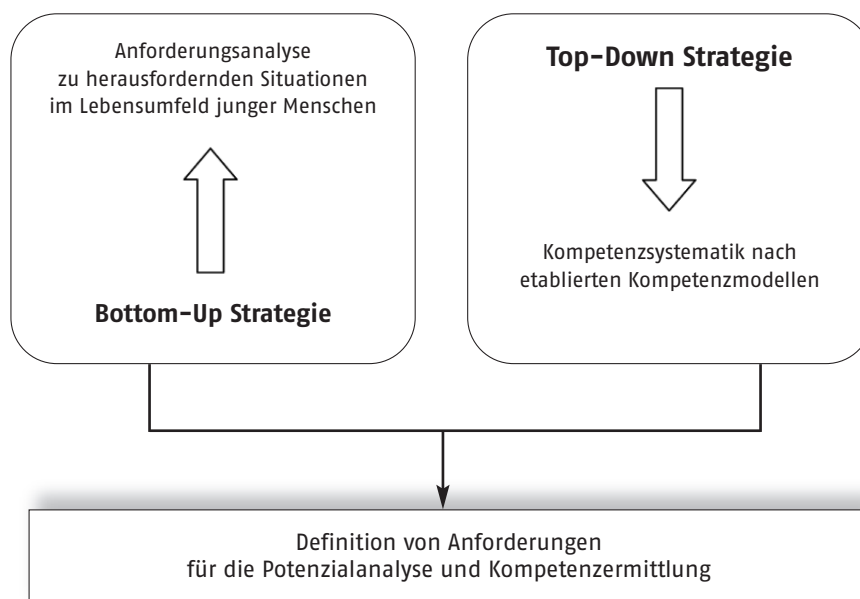 Anforderungsanalyse
zu herausfordernden Situationen
im Lebensumfeld junger Menschen
Bottom-Up Strategie
Top-Down Strategie
Kompetenzsystematik nach
etablierten Kompetenzmodellen
Definition von Anforderungen
für die Potenzialanalyse und Kompetenzermittlung